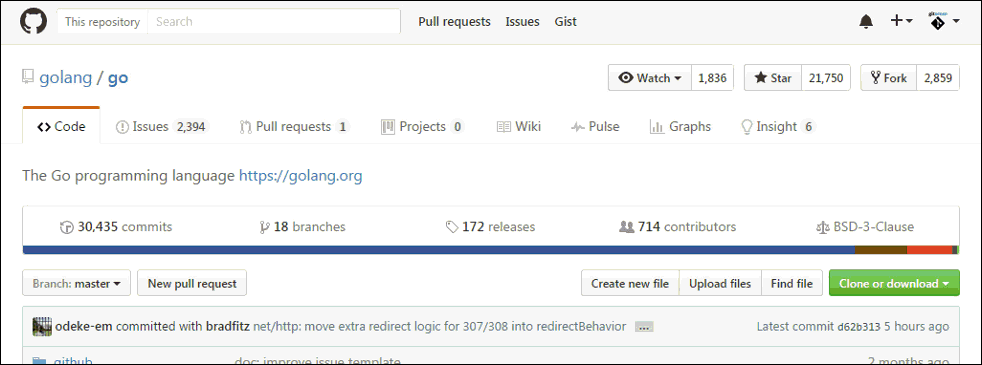 This repository Search Pull requests Issues Gist
golang / go Watch 1,836 Star 21,750 Fork 2,859
Code Issues 2,394 Pull requests 1 Projects 0 Wiki Pulse Graphs Insight 6
The Go programming language https://golang.org
30,435 commits 18 branches 172 releases 714 contributors BSD-3-Clause
Branch: master New pull request Create new file Upload files Find file Clone or download
odeke-em committed with bradfitz net/http: move extra redirect logic for 307/308 into redirectBehavior ... Latest commit d62b313 5 hours ago
.github doc: improve issue template 2 months ago